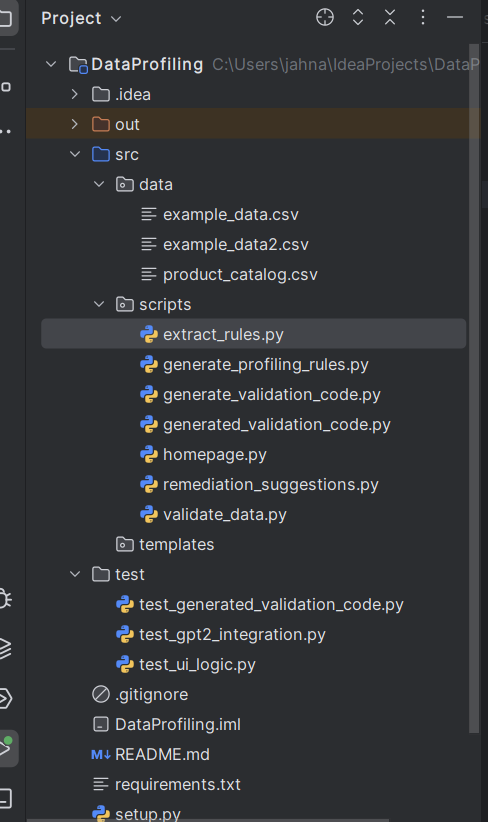 Project
DataProfiling C:\Users\jahna\IdeaProjects\DataP
.idea
out
src
data
example_data.csv
example_data2.csv
product_catalog.csv
scripts
extract_rules.py
generate_profiling_rules.py
generate_validation_code.py
generated_validation_code.py
homepage.py
remediation_suggestions.py
validate_data.py
templates
test
test_generated_validation_code.py
test_gpt2_integration.py
test_ui_logic.py
.gitignore
DataProfiling.iml
M↓ README.md
requirements.txt
setup.py